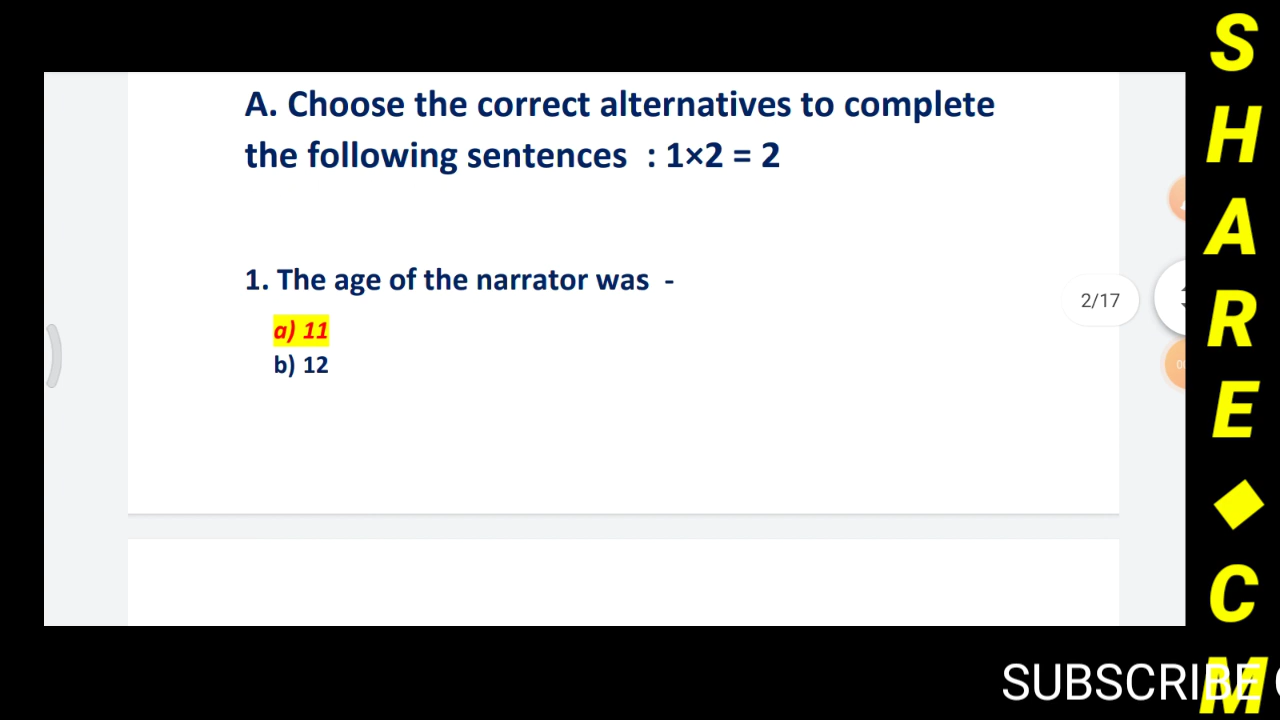 A. Choose the correct alternatives to complete
the following sentences : 1×2 = 2
1. The age of the narrator was -
a) 11
b) 12
2/17
S
H
A
R
E
◆
C
M
SUBSCRIBE